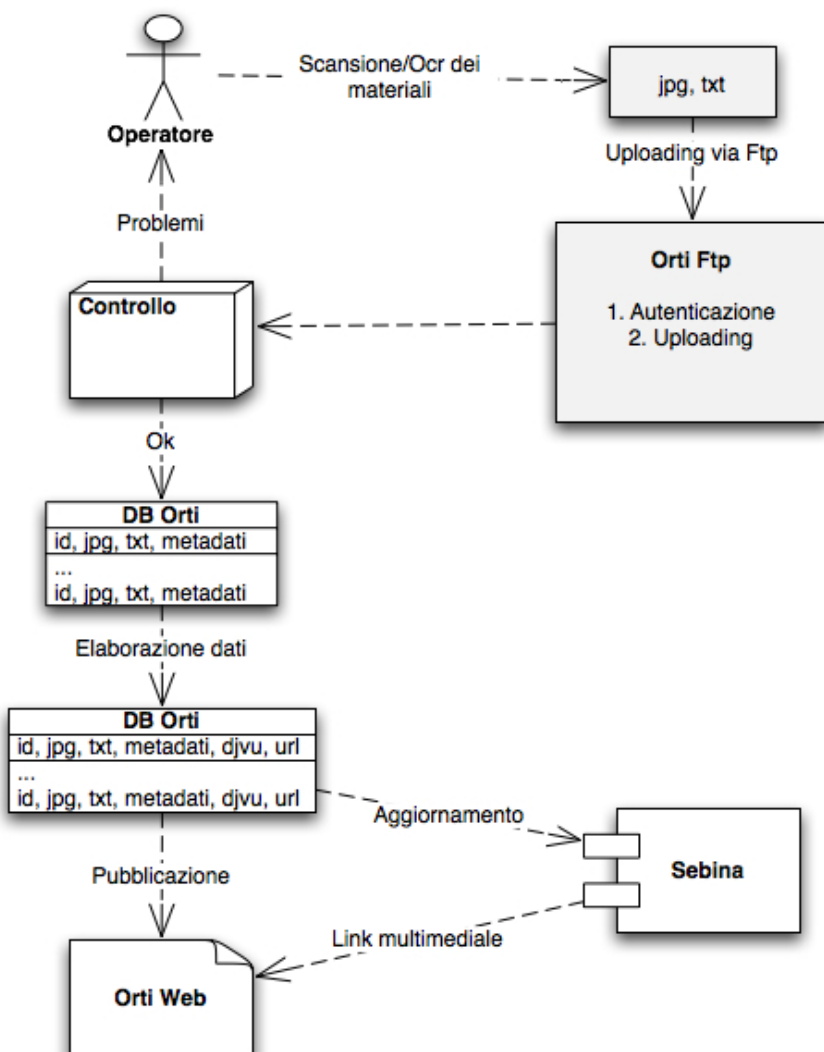 Scansione/Ocr dei
materiali
jpg, txt
Operatore
Uploading via Ftp
Problemi
Orti Ftp
1. Autenticazione
2. Uploading
Controllo
Ok
DB Orti
id, jpg, txt, metadati
...
id, jpg, txt, metadati
Elaborazione dati
DB Orti
id, jpg, txt, metadati, djvu, url
...
id, jpg, txt, metadati, djvu, url
Aggiornamento
Sebina
Pubblicazione
Link multimediale
Orti Web